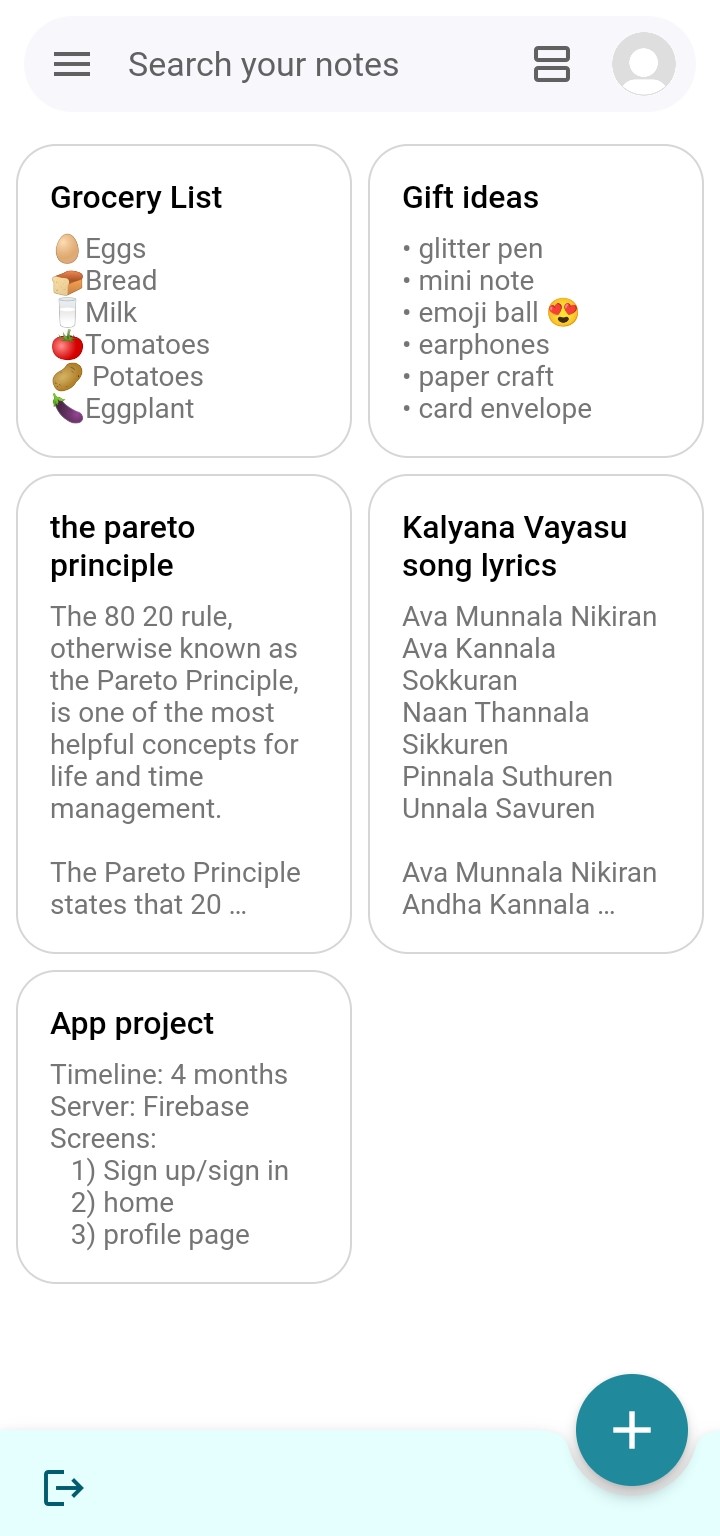 Search your notes
Grocery List
🥚Eggs
🍞Bread
🥛Milk
🍅Tomatoes
🥔 Potatoes
🍆Eggplant
Gift ideas
• glitter pen
• mini note
• emoji ball 😍
• earphones
• paper craft
• card envelope
the pareto
principle
The 80 20 rule,
otherwise known as
the Pareto Principle,
is one of the most
helpful concepts for
life and time
management.
The Pareto Principle
states that 20 …
Kalyana Vayasu
song lyrics
Ava Munnala Nikiran
Ava Kannala
Sokkuran
Naan Thannala
Sikkuren
Pinnala Suthuren
Unnala Savuren
Ava Munnala Nikiran
Andha Kannala …
App project
Timeline: 4 months
Server: Firebase
Screens:
1) Sign up/sign in
2) home
3) profile page